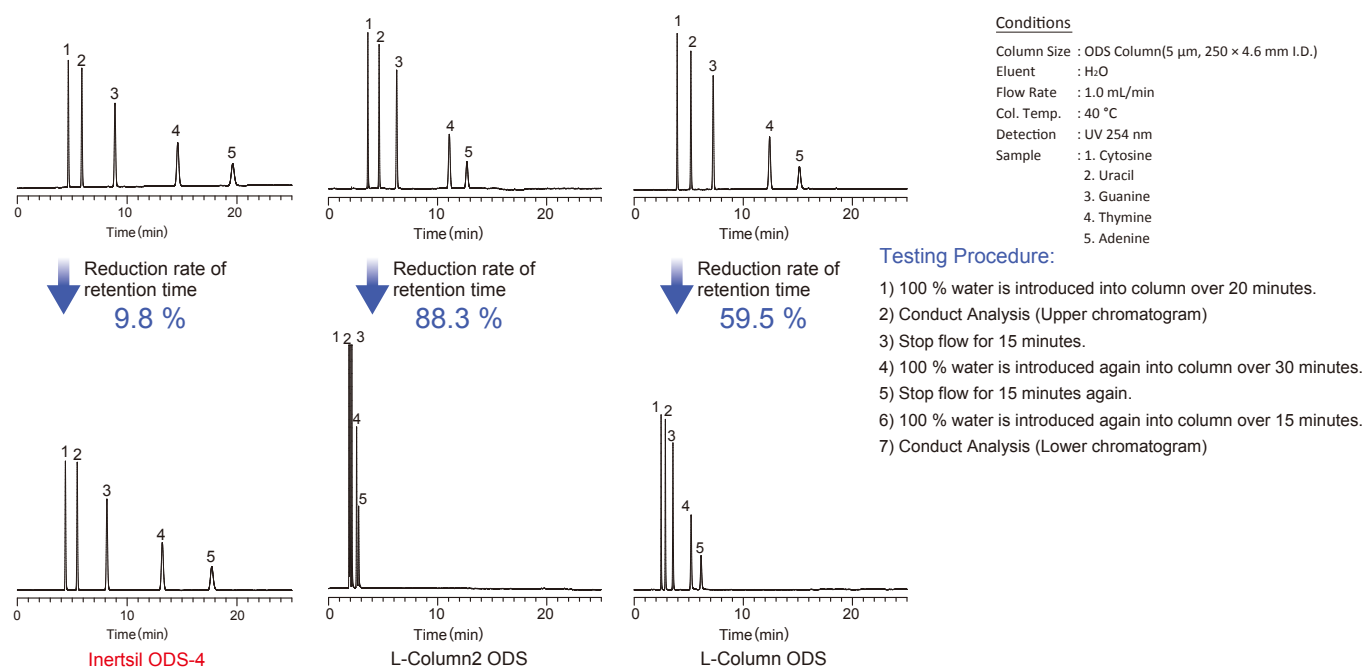 1
2
3
4
5
0
10
20
Time(min)
1
2
3
4
5
0
10
20
Time(min)
1
2
3
4
5
0
10
20
Time(min)
Conditions
Column Size : ODS Column(5 μm, 250 × 4.6 mm I.D.)
Eluent : H₂O
Flow Rate : 1.0 mL/min
Col. Temp. : 40 °C
Detection : UV 254 nm
Sample : 1. Cytosine
2. Uracil
3. Guanine
4. Thymine
5. Adenine
Reduction rate of
retention time
9.8 %
Reduction rate of
retention time
88.3 %
Reduction rate of
retention time
59.5 %
Testing Procedure:
1) 100 % water is introduced into column over 20 minutes.
2) Conduct Analysis (Upper chromatogram)
3) Stop flow for 15 minutes.
4) 100 % water is introduced again into column over 30 minutes.
5) Stop flow for 15 minutes again.
6) 100 % water is introduced again into column over 15 minutes.
7) Conduct Analysis (Lower chromatogram)
1
2
3
4
5
0
10
20
Time(min)
Inertsil ODS-4
1
2
3
4
5
0
10
20
Time(min)
L-Column2 ODS
1
2
3
4
5
0
10
20
Time(min)
L-Column ODS